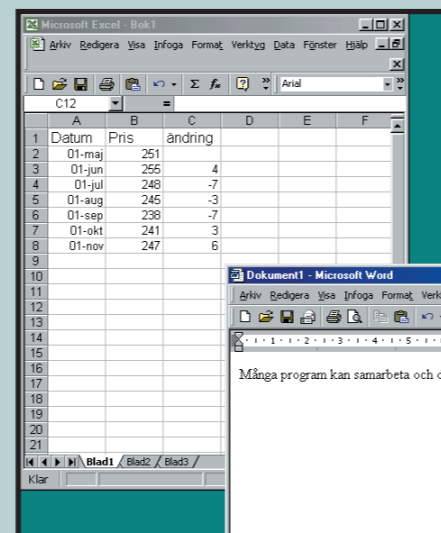 Microsoft Excel - Bok1
Arkiv Redigera Visa Infoga Format Verktyg Data Fönster Hjälp
Arial
C12 =
A B C D E F
1 Datum Pris ändring
2 01-maj 251
3 01-jun 255 4
4 01-jul 248 -7
5 01-aug 245 -3
6 01-sep 238 -7
7 01-okt 241 3
8 01-nov 247 6
9
10
11
12
13
14
15
16
17
18
19
20
21
Blad1 Blad2 Blad3
Klar
Dokument1 - Microsoft Word
Arkiv Redigera Visa Infoga Format Verk
1 2 3 4 5
Många program kan samarbeta och